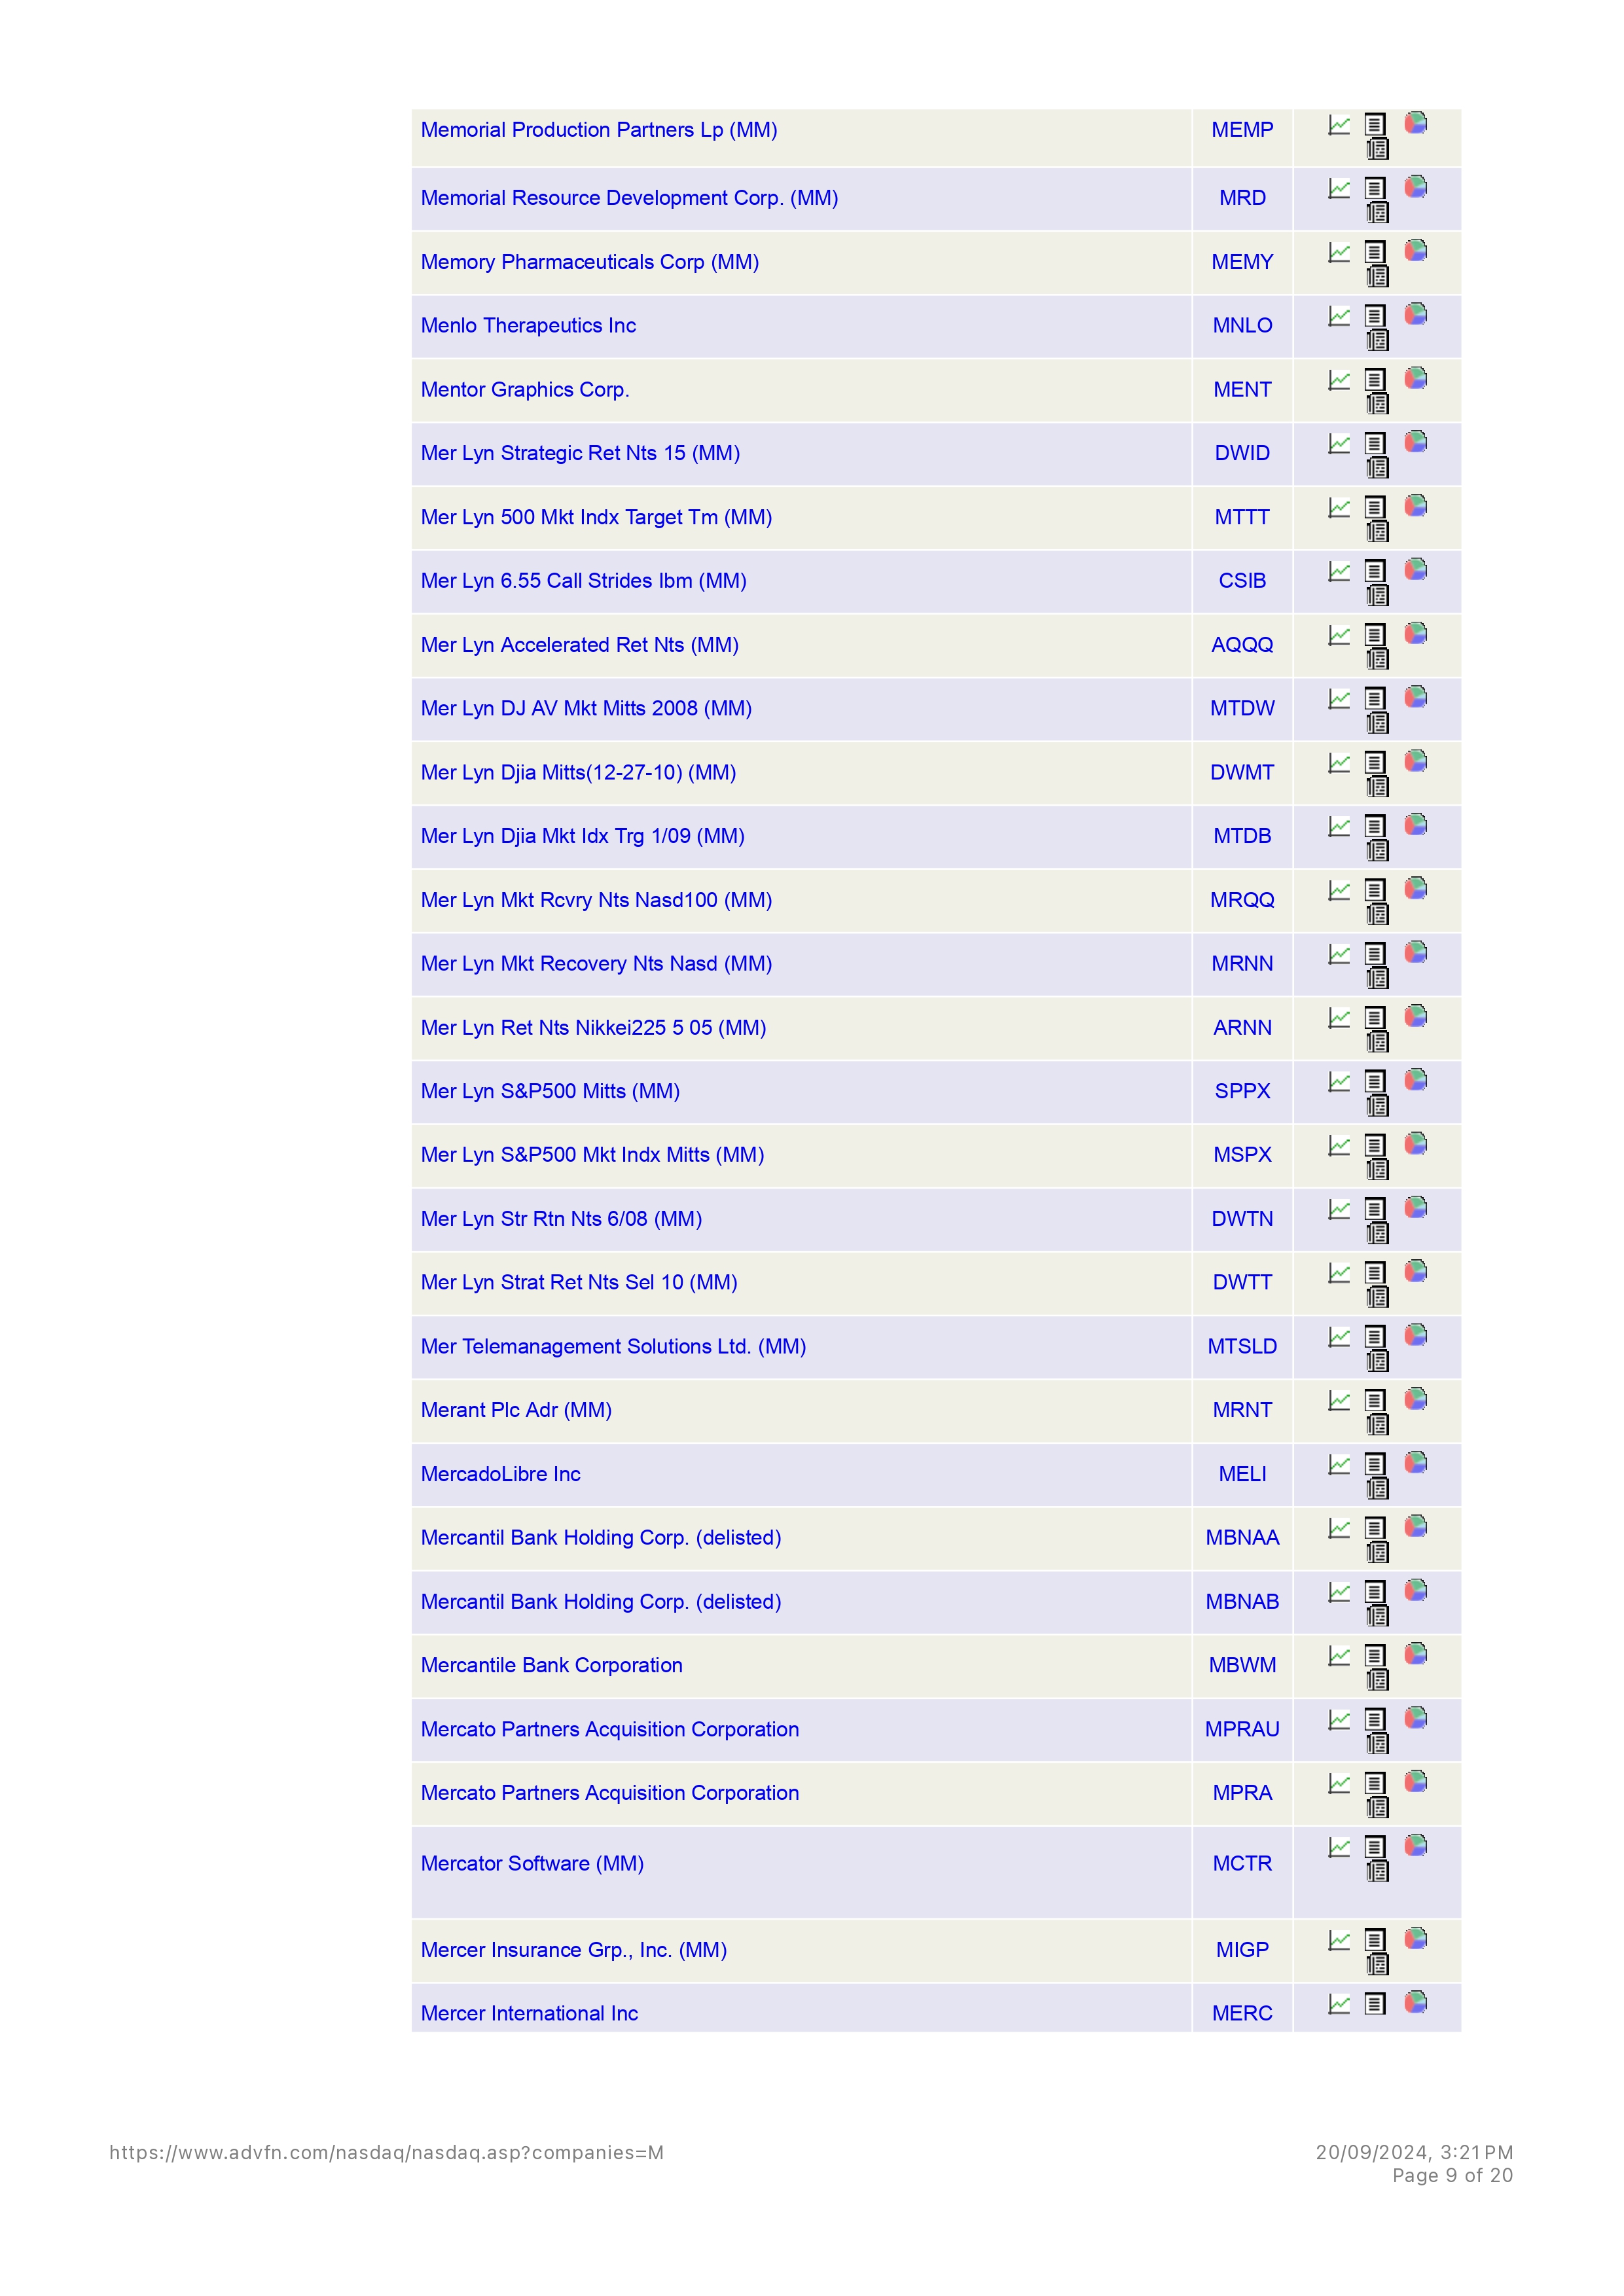 Memorial Production Partners Lp (MM) MEMP
Memorial Resource Development Corp. (MM) MRD
Memory Pharmaceuticals Corp (MM) MEMY
Menlo Therapeutics Inc MNLO
Mentor Graphics Corp. MENT
Mer Lyn Strategic Ret Nts 15 (MM) DWID
Mer Lyn 500 Mkt Indx Target Tm (MM) MTTT
Mer Lyn 6.55 Call Strides Ibm (MM) CSIB
Mer Lyn Accelerated Ret Nts (MM) AQQQ
Mer Lyn DJ AV Mkt Mitts 2008 (MM) MTDW
Mer Lyn Djia Mitts(12-27-10) (MM) DWMT
Mer Lyn Djia Mkt Idx Trg 1/09 (MM) MTDB
Mer Lyn Mkt Rcvry Nts Nasd100 (MM) MRQQ
Mer Lyn Mkt Recovery Nts Nasd (MM) MRNN
Mer Lyn Ret Nts Nikkei225 5 05 (MM) ARNN
Mer Lyn S&P500 Mitts (MM) SPPX
Mer Lyn S&P500 Mkt Indx Mitts (MM) MSPX
Mer Lyn Str Rtn Nts 6/08 (MM) DWTN
Mer Lyn Strat Ret Nts Sel 10 (MM) DWTT
Mer Telemanagement Solutions Ltd. (MM) MTSLD
Merant Plc Adr (MM) MRNT
MercadoLibre Inc MELI
Mercantil Bank Holding Corp. (delisted) MBNAA
Mercantil Bank Holding Corp. (delisted) MBNAB
Mercantile Bank Corporation MBWM
Mercato Partners Acquisition Corporation MPRAU
Mercato Partners Acquisition Corporation MPRA
Mercator Software (MM) MCTR
Mercer Insurance Grp., Inc. (MM) MIGP
Mercer International Inc MERC
https://www.advfn.com/nasdaq/nasdaq.asp?companies=M 20/09/2024, 3:21 PM
Page 9 of 20